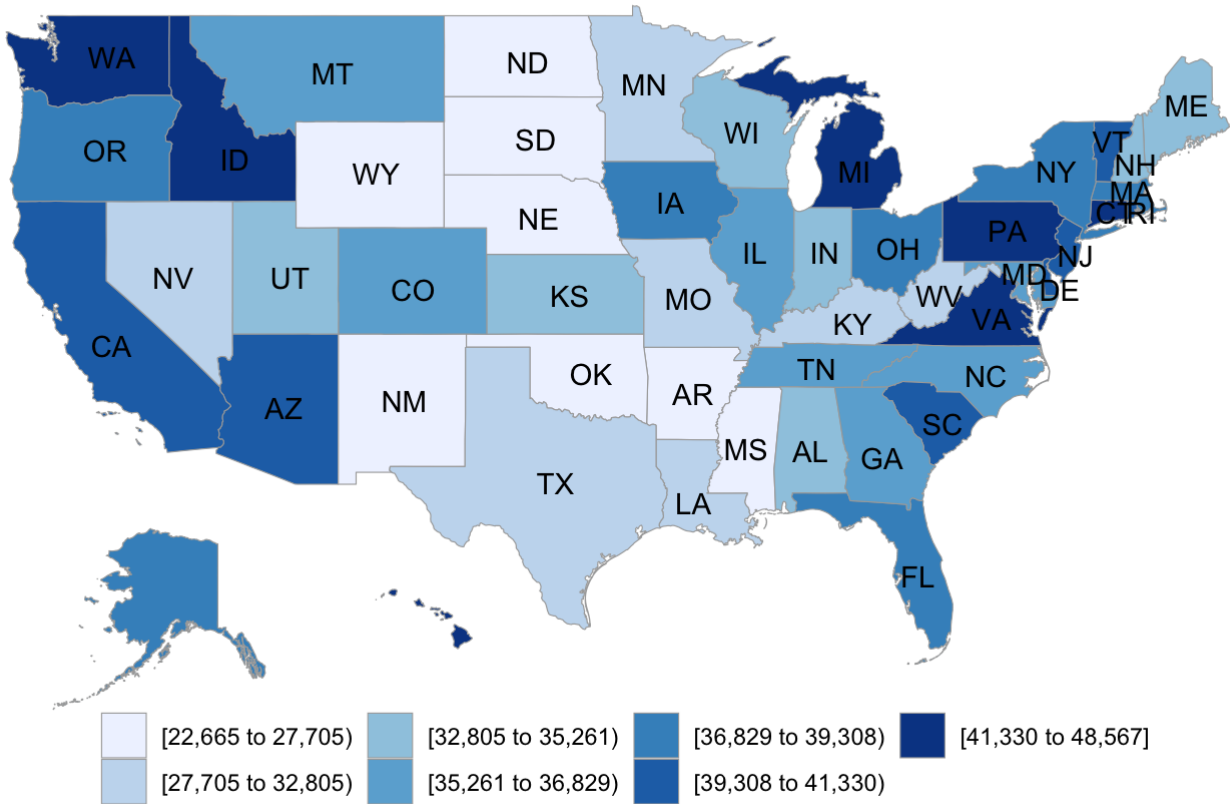 WA
MT
ND
MN
ME
OR
ID
SD
WI
VT
NH
WY
MI
NY
MA
NE
IA
CT
RI
PA
NV
UT
CO
IL
IN
OH
NJ
KS
MO
WV
MD
DE
KY
VA
CA
TN
AZ
NM
OK
AR
NC
SC
MS
AL
GA
TX
LA
FL
[22,665 to 27,705)
[32,805 to 35,261)
[36,829 to 39,308)
[41,330 to 48,567]
[27,705 to 32,805)
[35,261 to 36,829)
[39,308 to 41,330)